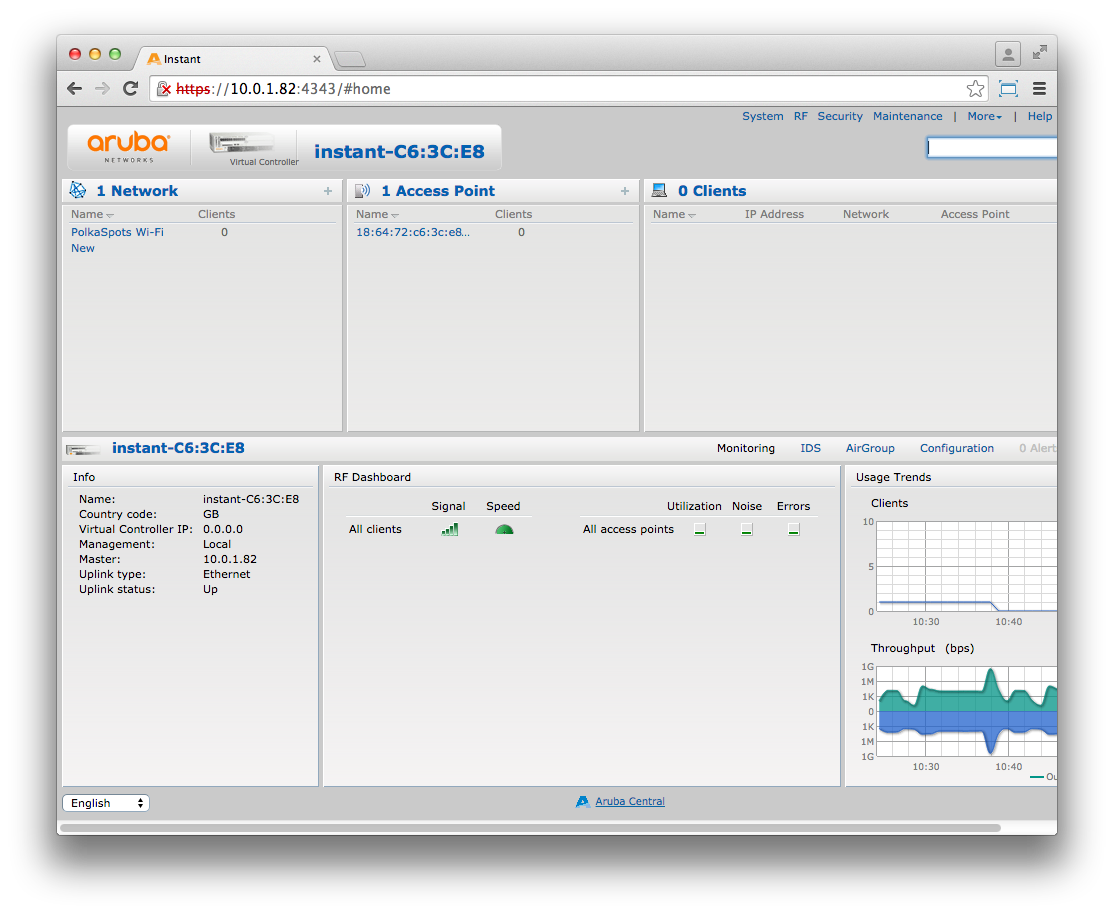 Instant
https://10.0.1.82:4343/#home
System RF Security Maintenance | More | Help
aruba NETWORKS
Virtual Controller
instant-C6:3C:E8
1 Network +
Name Clients
PolkaSpots Wi-Fi 0
New
1 Access Point +
Name Clients
18:64:72:c6:3c:e8... 0
0 Clients
Name IP Address Network Access Point
instant-C6:3C:E8
Monitoring IDS AirGroup Configuration 0 Alert
Info
Name: instant-C6:3C:E8
Country code: GB
Virtual Controller IP: 0.0.0.0
Management: Local
Master: 10.0.1.82
Uplink type: Ethernet
Uplink status: Up
RF Dashboard
Signal Speed
All clients
Utilization Noise Errors
All access points
Usage Trends
Clients
10
5
0
10:30 10:40
Throughput (bps)
1G
1M
1K
0
1K
1M
1G
10:30 10:40
English
Aruba Central